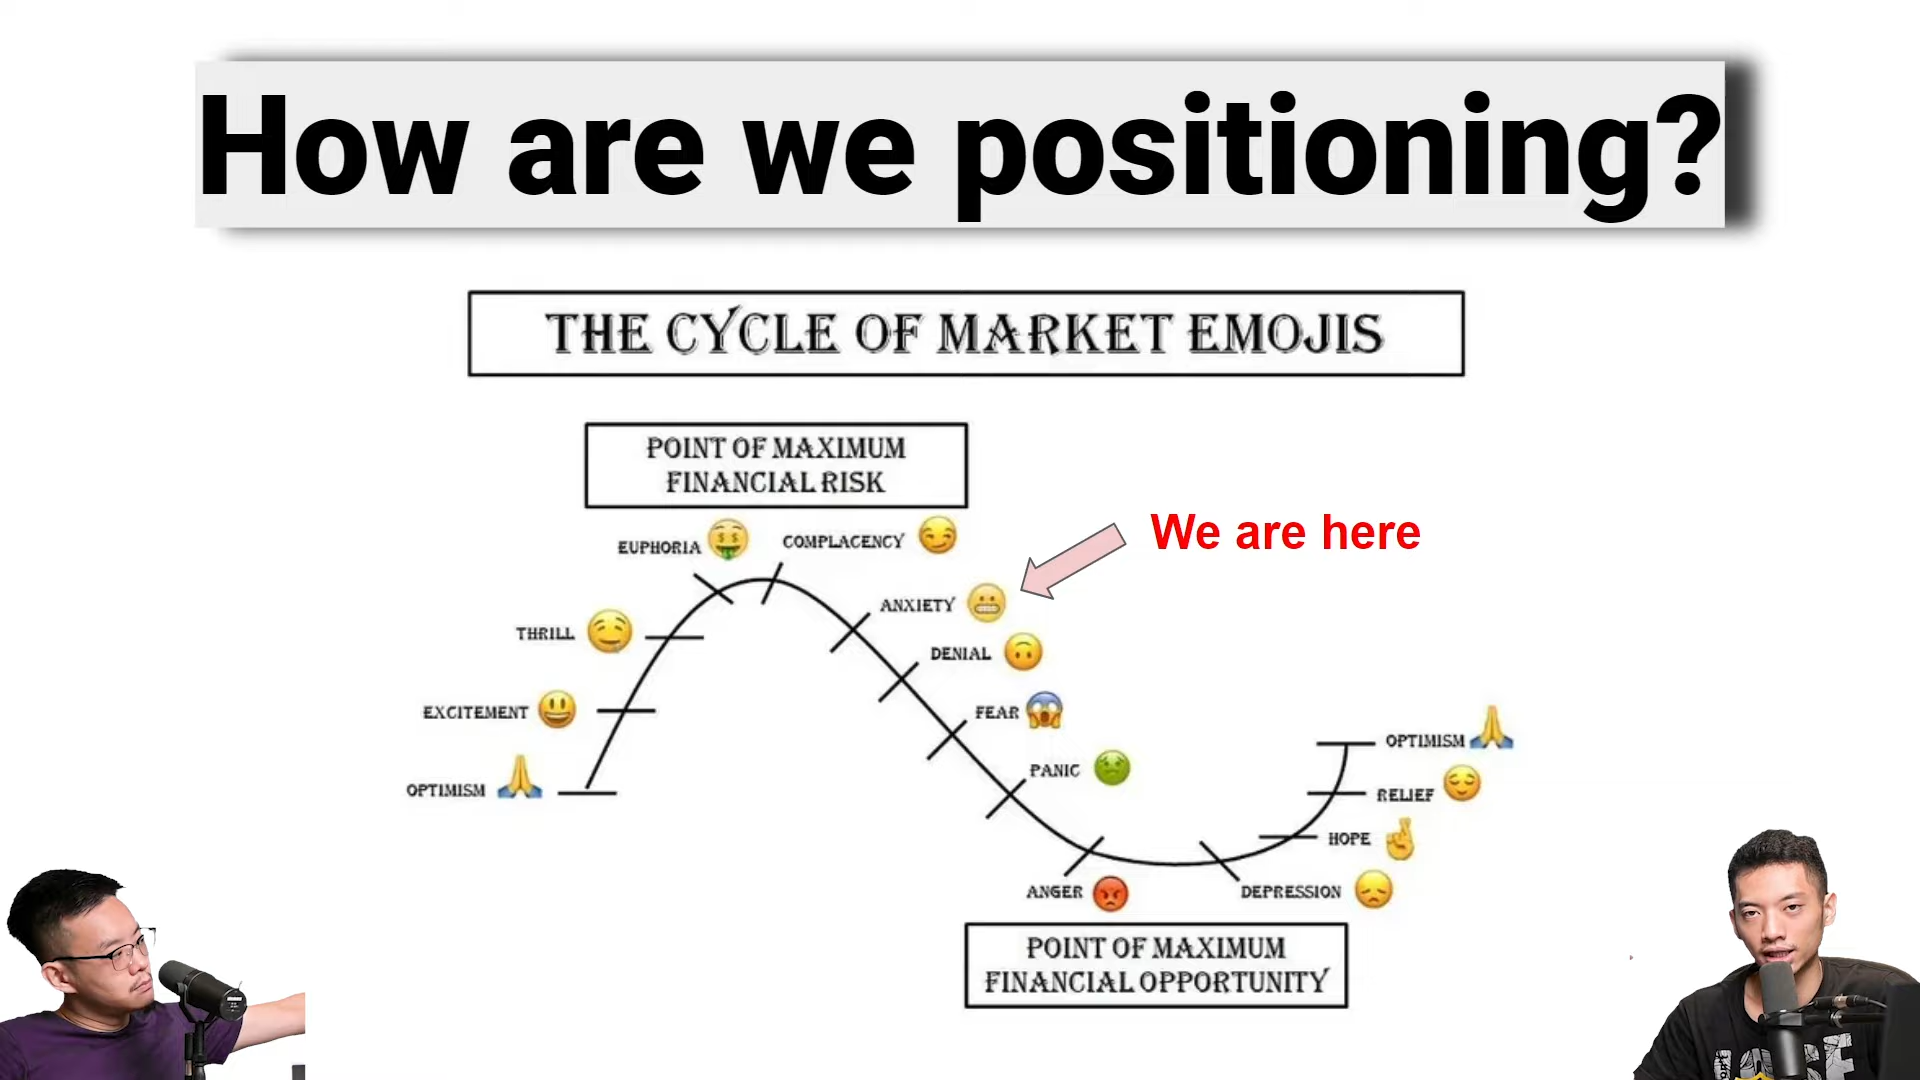 How are we positioning?
THE CYCLE OF MARKET EMOJIS
POINT OF MAXIMUM
FINANCIAL RISK
We are here
EUPHORIA
COMPLACENCY
ANXIETY
THRILL
DENIAL
EXCITEMENT
FEAR
OPTIMISM
PANIC
OPTIMISM
RELIEF
HOPE
ANGER
DEPRESSION
POINT OF MAXIMUM
FINANCIAL OPPORTUNITY